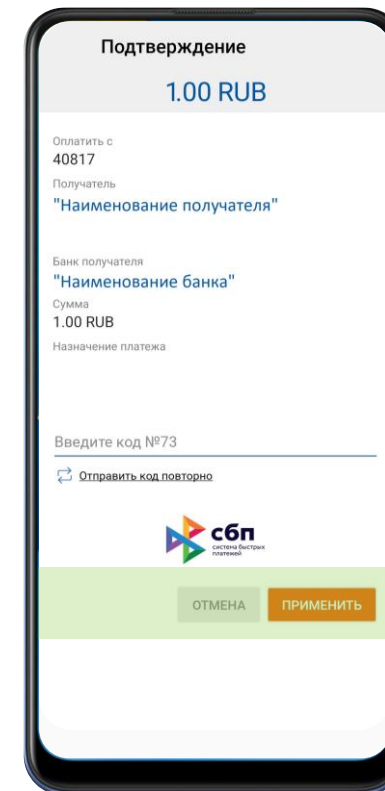 Подтверждение
1.00 RUB
Оплатить с
40817
Получатель
"Наименование получателя"
Банк получателя
"Наименование банка"
Сумма
1.00 RUB
Назначение платежа
Введите код №73
Отправить код повторно
сбп
система быстрых
платежей
ОТМЕНА ПРИМЕНИТЬ